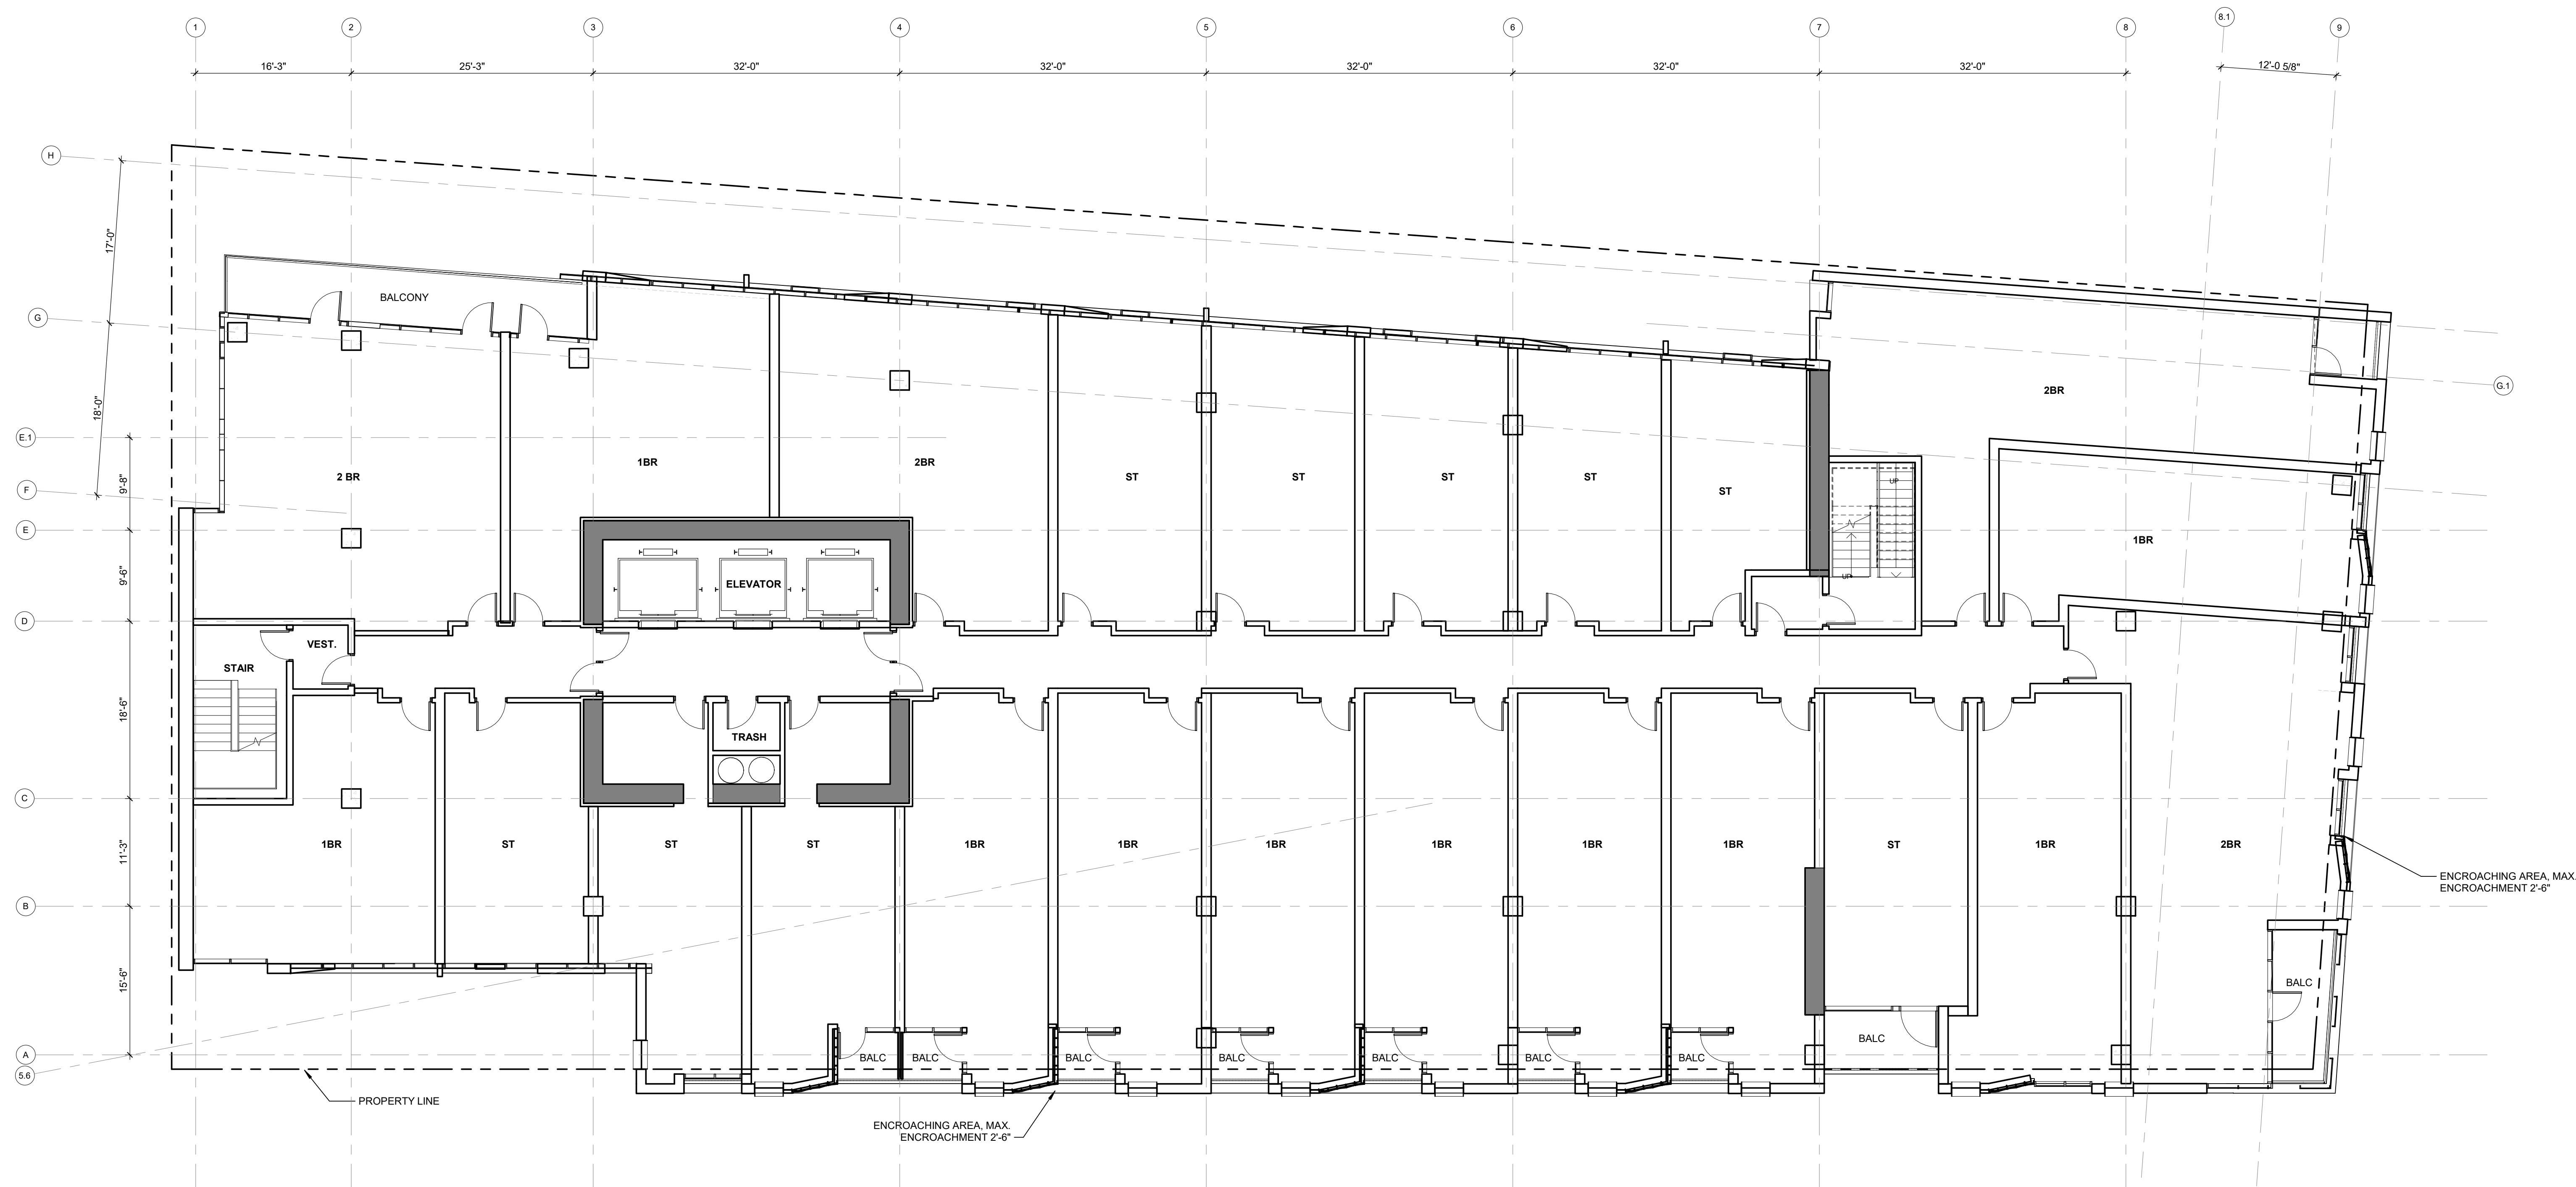 1
2
3
4
5
6
7
8
8.1
9
16'-3"
25'-3"
32'-0"
32'-0"
32'-0"
32'-0"
32'-0"
12'-0 5/8"
H
17'-0"
G
BALCONY
18'-0"
G.1
2BR
E.1
9'-8"
F
E
2 BR
1BR
2BR
ST
ST
ST
ST
ST
UP
1BR
9'-6"
ELEVATOR
UP
D
VEST.
STAIR
18'-6"
TRASH
C
11'-3"
1BR
ST
ST
ST
1BR
1BR
1BR
1BR
1BR
1BR
ST
1BR
2BR
ENCROACHING AREA, MAX.
ENCROACHMENT 2'-6"
B
15'-6"
BALC
A
BALC
BALC
BALC
BALC
BALC
BALC
BALC
BALC
5.6
PROPERTY LINE
ENCROACHING AREA, MAX.
ENCROACHMENT 2'-6"